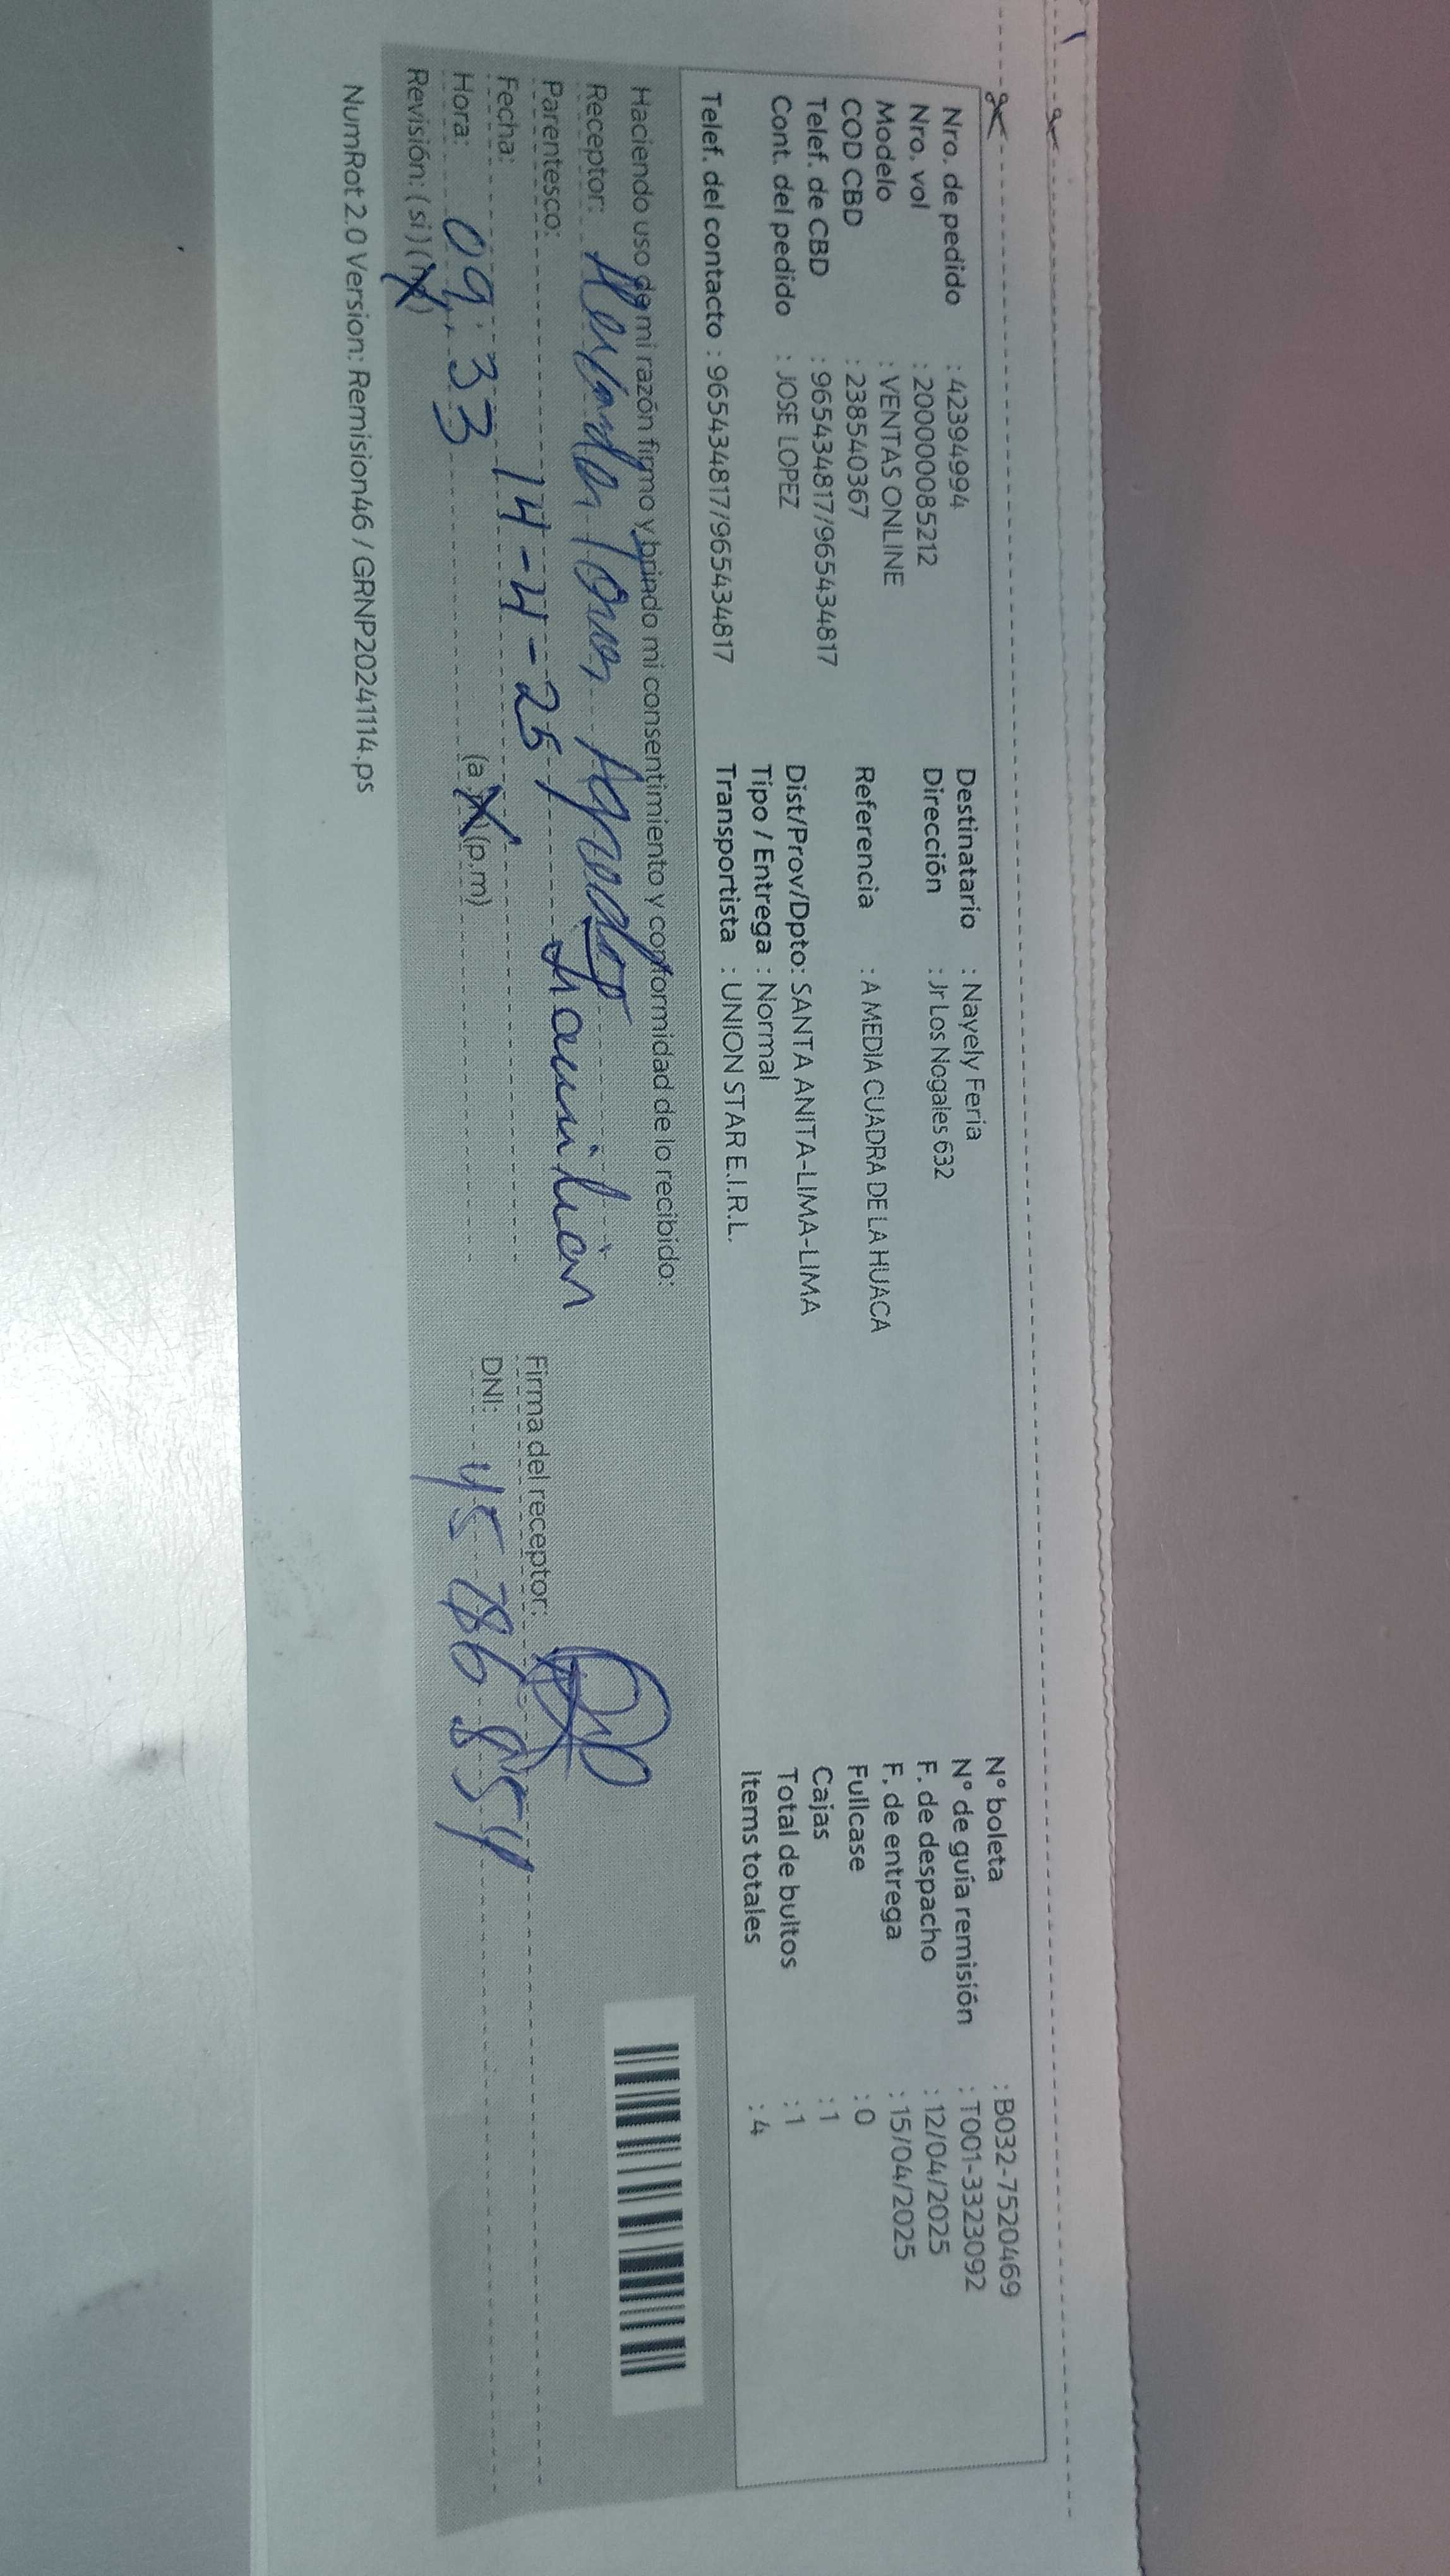 Nro. de pedido : 42394994
Nro. vol : 2000000085212
Modelo : VENTAS ONLINE
COD CBD : 238540367
Telef. de CBD : 965434817/965434817
Cont. del pedido : JOSE LOPEZ
Telef. del contacto : 965434817/965434817
Destinatario : Nayely Feria
Dirección : Jr Los Nogales 632
Referencia : A MEDIA CUADRA DE LA HUACA
Dist/Prov/Dpto: SANTA ANITA-LIMA-LIMA
Tipo / Entrega : Normal
Transportista : UNION STAR E.I.R.L.
N° boleta : B032-7520469
N° de guía remisión : T001-3323092
F. de despacho : 12/04/2025
F. de entrega : 15/04/2025
Fullcase : 0
Cajas : 1
Total de bultos : 1
Items totales : 4
Haciendo uso de mi razón firmo y brindo mi consentimiento y conformidad de lo recibido:
Receptor:
Parentesco:
Fecha: 14-4-25
Hora: 09:33 (a.m) (p.m)
Revisión: (si) (no)
Firma del receptor:
DNI: 45786854
NumRot 2.0 Version: Remision46 / GRNP20241114.ps